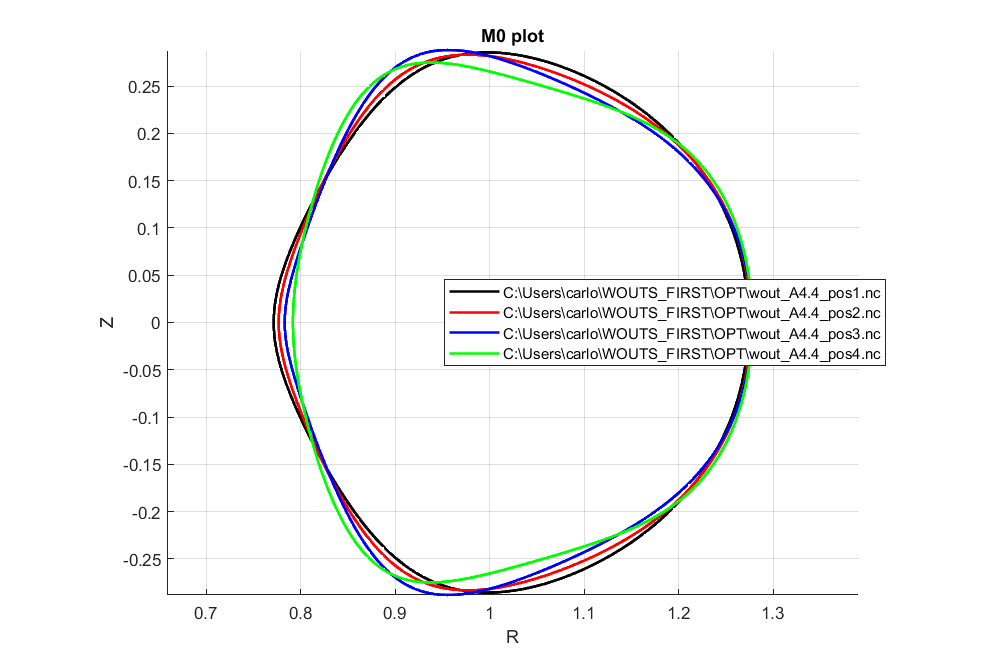 M0 plot
0.25
0.2
0.15
0.1
0.05
0
-0.05
-0.1
-0.15
-0.2
-0.25
Z
C:\Users\carlo\WOUTS_FIRST\OPT\wout_A4.4_pos1.nc
C:\Users\carlo\WOUTS_FIRST\OPT\wout_A4.4_pos2.nc
C:\Users\carlo\WOUTS_FIRST\OPT\wout_A4.4_pos3.nc
C:\Users\carlo\WOUTS_FIRST\OPT\wout_A4.4_pos4.nc
0.7 0.8 0.9 1 1.1 1.2 1.3
R